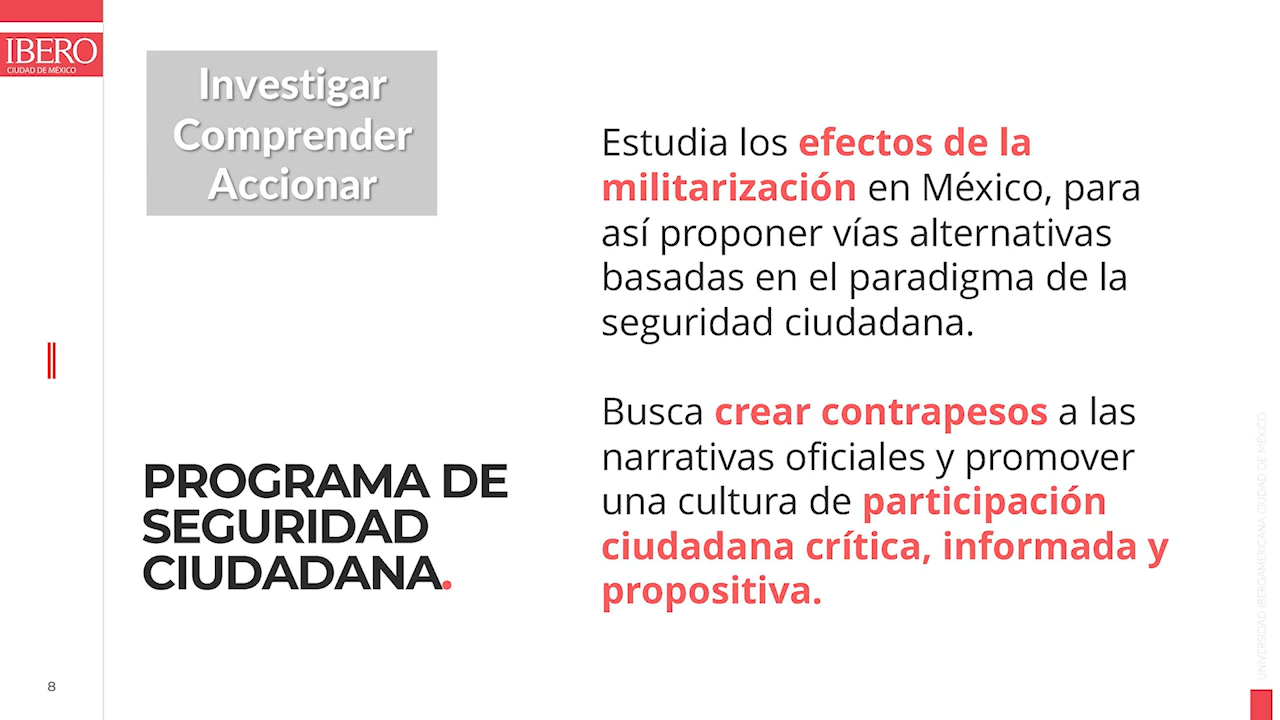 IBERO
CIUDAD DE MÉXICO
Investigar
Comprender
Accionar
PROGRAMA DE
SEGURIDAD
CIUDADANA.
Estudia los efectos de la
militarización en México, para
así proponer vías alternativas
basadas en el paradigma de la
seguridad ciudadana.
Busca crear contrapesos a las
narrativas oficiales y promover
una cultura de participación
ciudadana crítica, informada y
propositiva.
UNIVERSIDAD IBEROAMERICANA CIUDAD DE MÉXICO
8